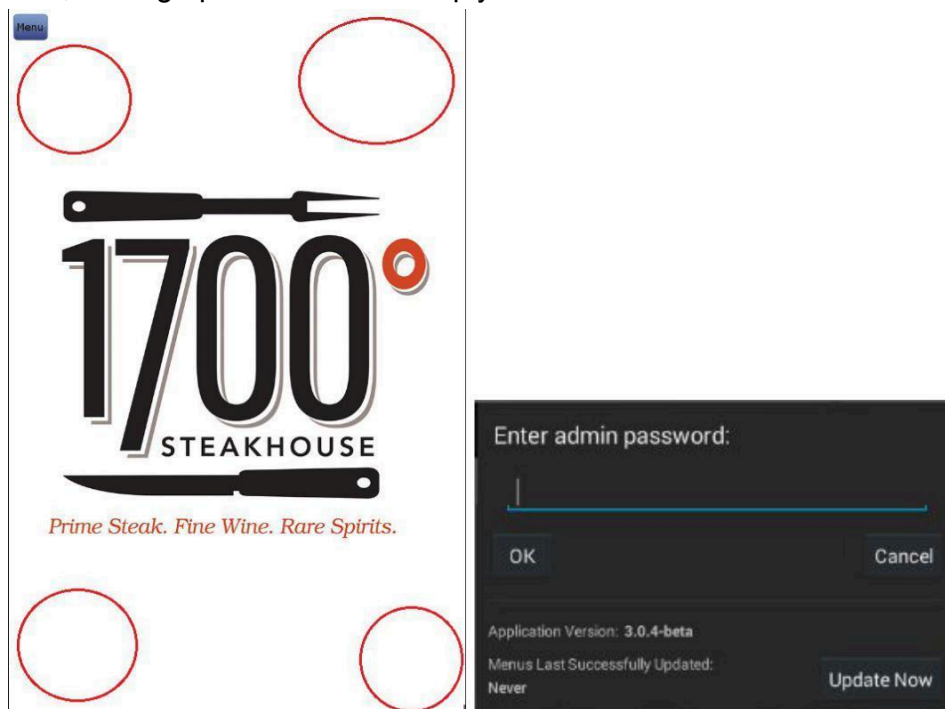 Menu
1700°
STEAKHOUSE
Prime Steak. Fine Wine. Rare Spirits.
Enter admin password:
OK
Cancel
Application Version: 3.0.4-beta
Menus Last Successfully Updated:
Never
Update Now